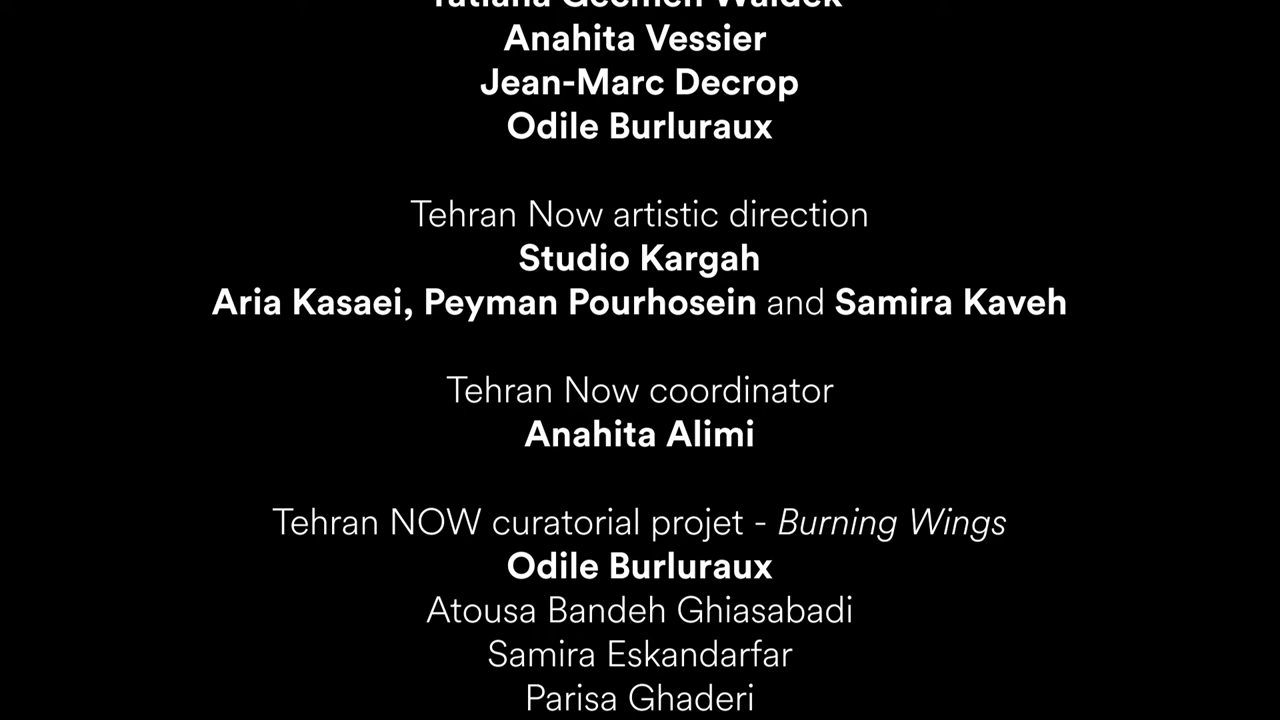 Anahita Vessier
Jean-Marc Decrop
Odile Burluraux
Tehran Now artistic direction
Studio Kargah
Aria Kasaei, Peyman Pourhosein and Samira Kaveh
Tehran Now coordinator
Anahita Alimi
Tehran NOW curatorial projet - Burning Wings
Odile Burluraux
Atousa Bandeh Ghiasabadi
Samira Eskandarfar
Parisa Ghaderi